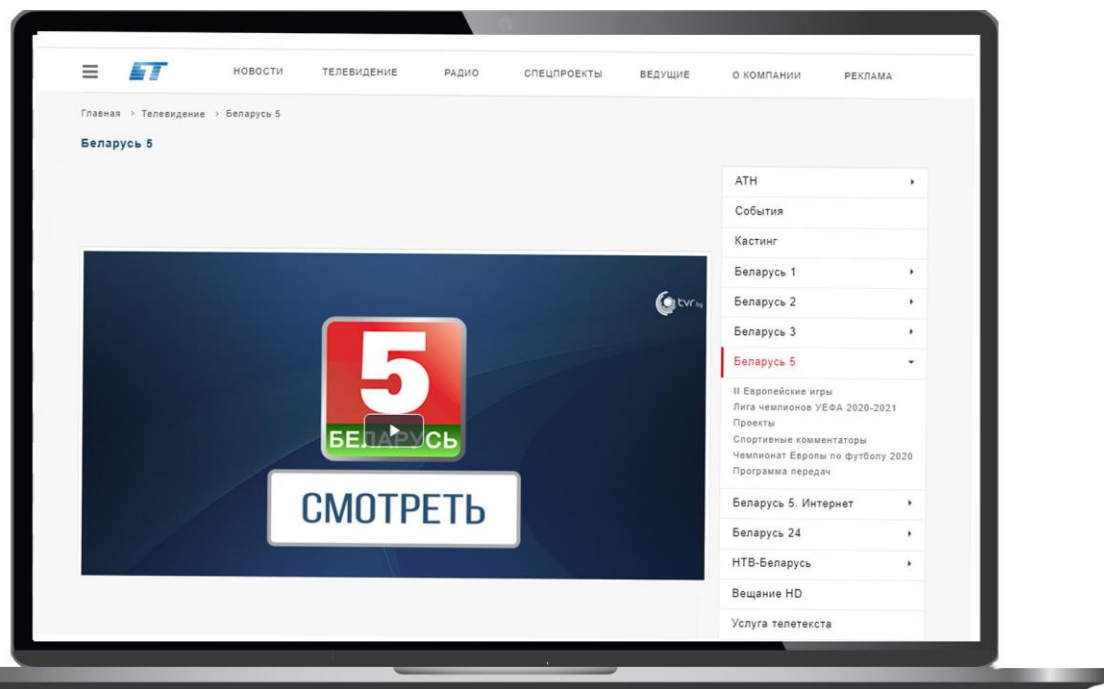 БТ
НОВОСТИ
ТЕЛЕВИДЕНИЕ
РАДИО
СПЕЦПРОЕКТЫ
ВЕДУЩИЕ
О КОМПАНИИ
РЕКЛАМА
Главная > Телевидение > Беларусь 5
Беларусь 5
tvr.by
5
БЕЛАРУСЬ
СМОТРЕТЬ
АТН
События
Кастинг
Беларусь 1
Беларусь 2
Беларусь 3
Беларусь 5
II Европейские игры
Лига чемпионов УЕФА 2020-2021
Проекты
Спортивные комментаторы
Чемпионат Европы по футболу 2020
Программа передач
Беларусь 5. Интернет
Беларусь 24
НТВ-Беларусь
Вещание HD
Услуга телетекста